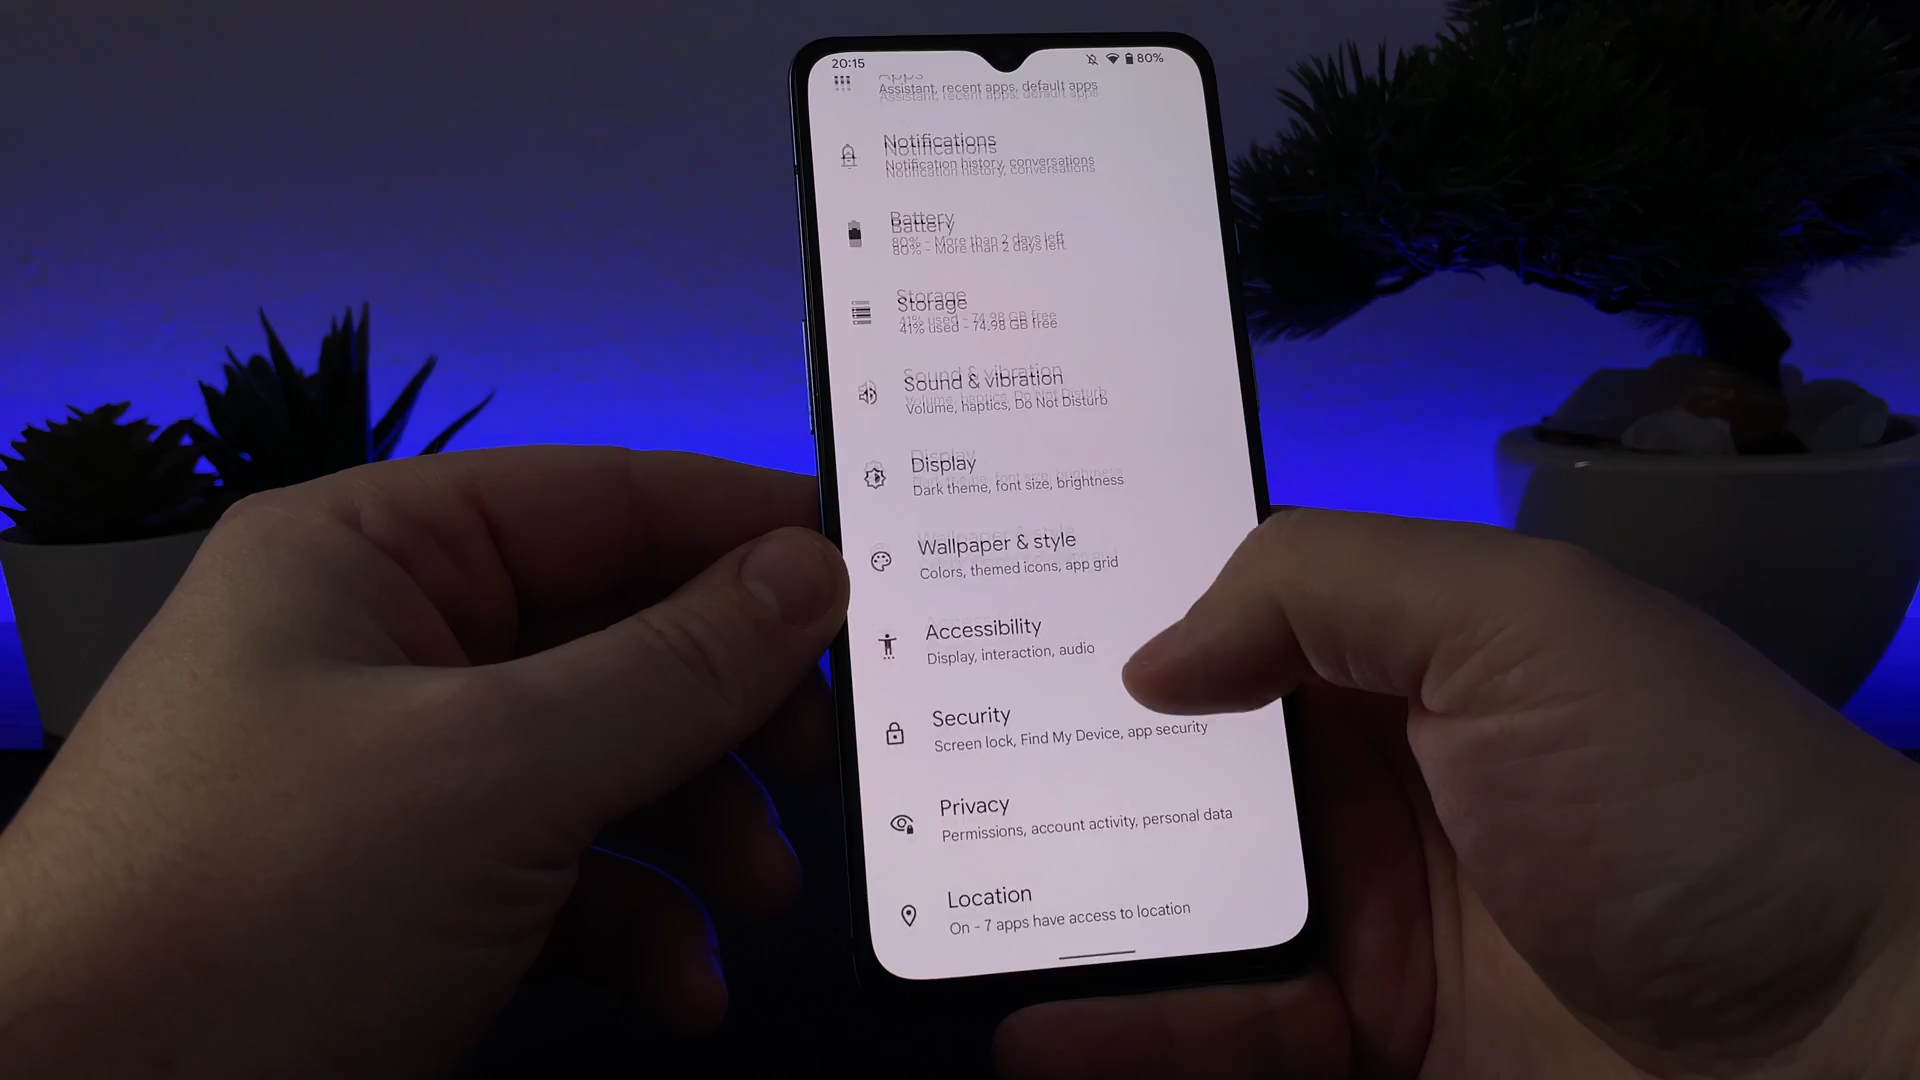 20:15
80%
Apps
Assistant, recent apps, default apps
Notifications
Notification history, conversations
Battery
80% - More than 2 days left
Storage
41% used - 74.98 GB free
Sound & vibration
Volume, haptics, Do Not Disturb
Display
Dark theme, font size, brightness
Wallpaper & style
Colors, themed icons, app grid
Accessibility
Display, interaction, audio
Security
Screen lock, Find My Device, app security
Privacy
Permissions, account activity, personal data
Location
On - 7 apps have access to location